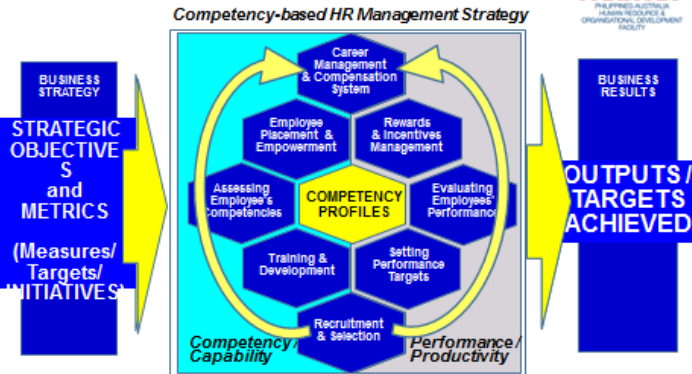 Competency-based HR Management Strategy
PHILIPPINES-AUSTRALIA
HUMAN RESOURCE &
ORGANISATIONAL DEVELOPMENT
FACILITY
BUSINESS
STRATEGY
STRATEGIC
OBJECTIVE
S
and
METRICS
(Measures/
Targets/
INITIATIVES)
Career
Management
& Compensation
System
Employee
Placement &
Empowerment
Rewards
& Incentives
Management
Assessing
Employee's
Competencies
COMPETENCY
PROFILES
Evaluating
Employees'
Performance
Training &
Development
Setting
Performance
Targets
Recruitment
& Selection
Competency/
Capability
Performance/
Productivity
BUSINESS
RESULTS
OUTPUTS /
TARGETS
ACHIEVED